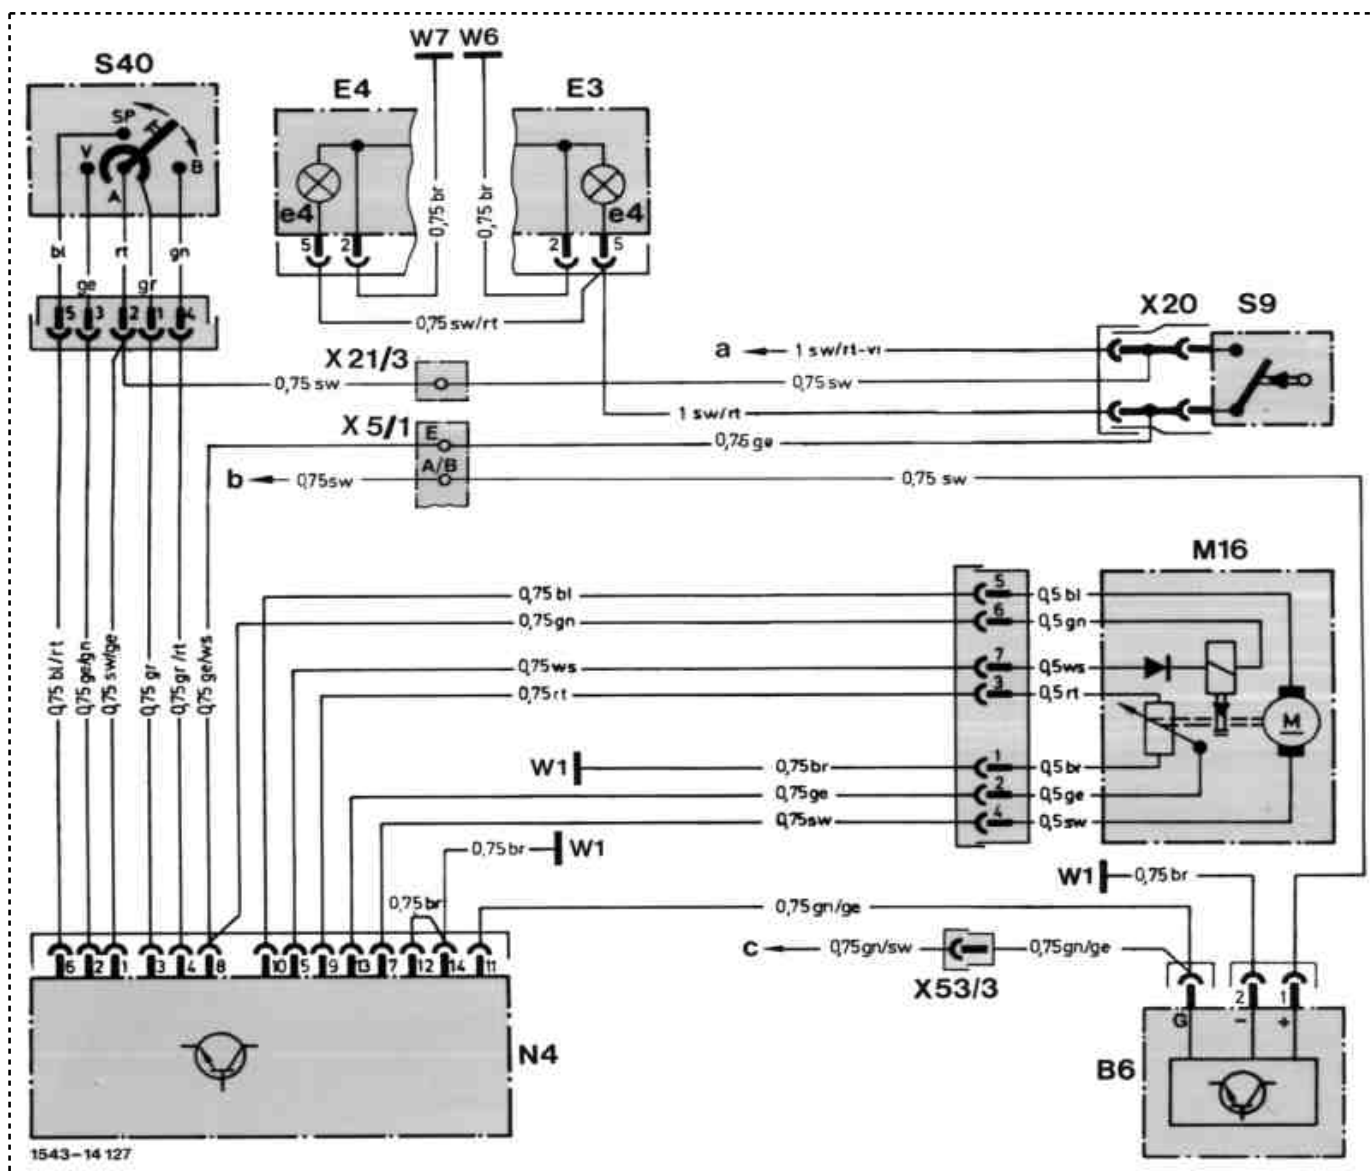 W7 W6
S40
E4
E3
SP
V
B
A
e4
e4
5 2
2 5
0,75 br
0,75 br
bl
rt
gn
ge
gr
5 3 2 1 4
0,75 sw/rt
X20 S9
X 21/3
a
1 sw/rt-vi
0,75 sw
0,75 sw
1 sw/rt
X 5/1
E
0,75 ge
A/B
b
0,75 sw
0,75 sw
M16
0,75 bl
5
0,5 bl
0,75 gn
6
0,5 gn
0,75 ws
7
0,5 ws
0,75 rt
3
0,5 rt
0,75 bl/rt
0,75 ge/gn
0,75 sw/ge
0,75 gr
0,75 gr/rt
0,75 ge/ws
M
W1
0,75 br
1
0,5 br
0,75 ge
2
0,5 ge
0,75 sw
4
0,5 sw
0,75 br
W1
W1
0,75 br
0,75 br
0,75 gn/ge
c
0,75 gn/sw
0,75 gn/ge
X53/3
6 2 1 3 4 8 10 5 9 13 7 12 14 11
2 1
G - +
N4
B6
1543-14 127